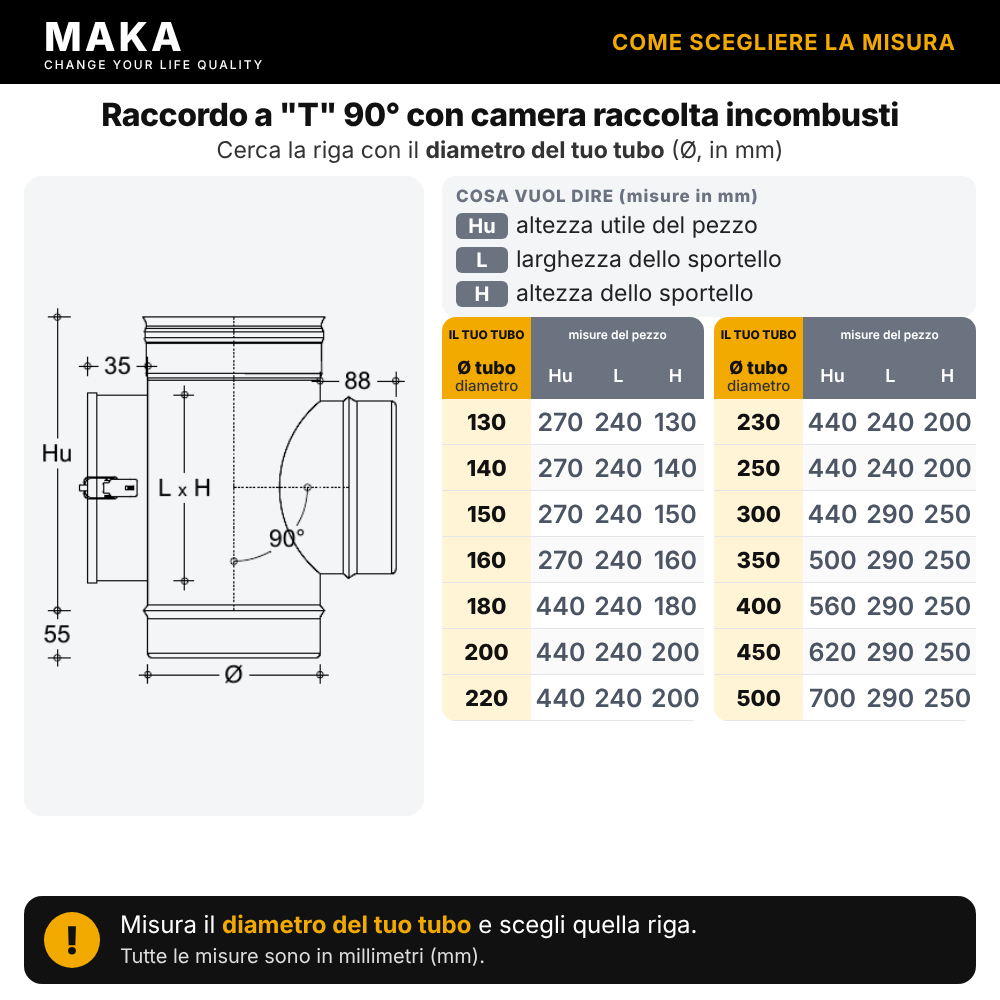 MAKA
CHANGE YOUR LIFE QUALITY
COME SCEGLIERE LA MISURA
Raccordo a "T" 90° con camera raccolta incombusti
Cerca la riga con il diametro del tuo tubo (Ø, in mm)
35
88
Hu
L x H
90°
55
Ø
COSA VUOL DIRE (misure in mm)
Hu altezza utile del pezzo
L larghezza dello sportello
H altezza dello sportello
IL TUO TUBO misure del pezzo
Ø tubo
diametro
Hu L H
130 270 240 130
140 270 240 140
150 270 240 150
160 270 240 160
180 440 240 180
200 440 240 200
220 440 240 200
IL TUO TUBO misure del pezzo
Ø tubo
diametro
Hu L H
230 440 240 200
250 440 240 200
300 440 290 250
350 500 290 250
400 560 290 250
450 620 290 250
500 700 290 250
!
Misura il diametro del tuo tubo e scegli quella riga.
Tutte le misure sono in millimetri (mm).